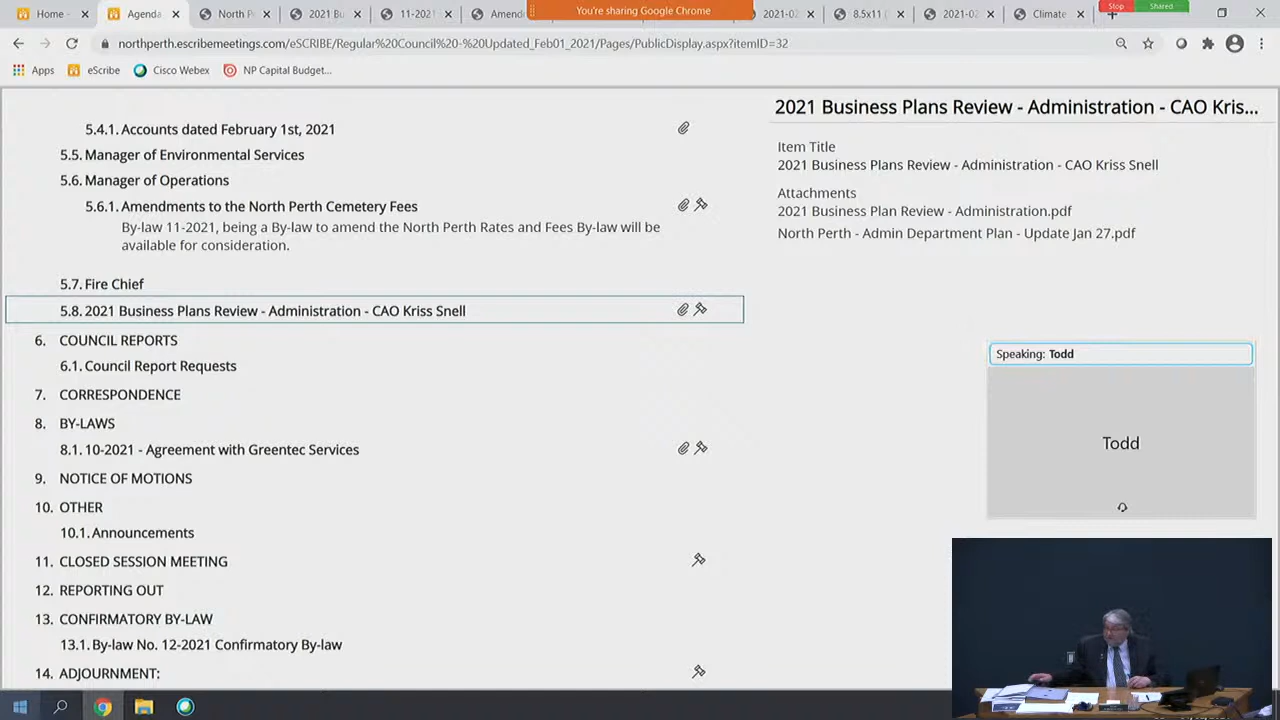 Home -
Agenda
North P
2021 Bu
11-2021
Amend
You're sharing Google Chrome
2021-02
8.5x11 (
2021-02
Climate
Stop
Shared
northperth.escribemeetings.com/eSCRIBE/Regular%20Council%20-%20Updated_Feb01_2021/Pages/PublicDisplay.aspx?itemID=32
Apps
eScribe
Cisco Webex
NP Capital Budget...
5.4.1. Accounts dated February 1st, 2021
5.5. Manager of Environmental Services
5.6. Manager of Operations
5.6.1. Amendments to the North Perth Cemetery Fees
By-law 11-2021, being a By-law to amend the North Perth Rates and Fees By-law will be
available for consideration.
5.7. Fire Chief
5.8. 2021 Business Plans Review - Administration - CAO Kriss Snell
6. COUNCIL REPORTS
6.1. Council Report Requests
7. CORRESPONDENCE
8. BY-LAWS
8.1. 10-2021 - Agreement with Greentec Services
9. NOTICE OF MOTIONS
10. OTHER
10.1. Announcements
11. CLOSED SESSION MEETING
12. REPORTING OUT
13. CONFIRMATORY BY-LAW
13.1. By-law No. 12-2021 Confirmatory By-law
14. ADJOURNMENT:
2021 Business Plans Review - Administration - CAO Kris...
Item Title
2021 Business Plans Review - Administration - CAO Kriss Snell
Attachments
2021 Business Plan Review - Administration.pdf
North Perth - Admin Department Plan - Update Jan 27.pdf
Speaking: Todd
Todd